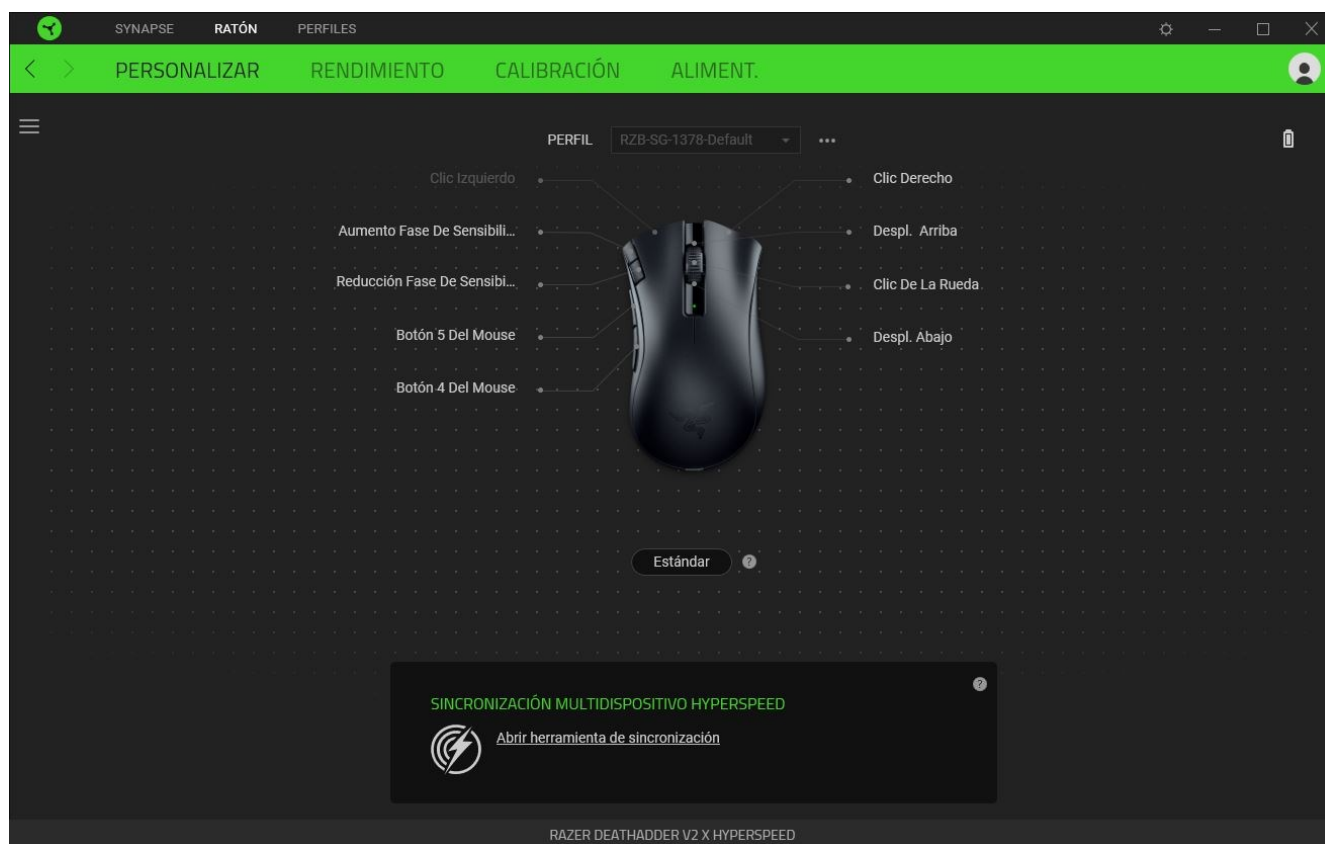 SYNAPSE RATÓN PERFILES
PERSONALIZAR RENDIMIENTO CALIBRACIÓN ALIMENT.
PERFIL RZB-SG-1378-Default
Clic Izquierdo Clic Derecho
Aumento Fase De Sensibili... Despl. Arriba
Reducción Fase De Sensibi... Clic De La Rueda
Botón 5 Del Mouse Despl. Abajo
Botón 4 Del Mouse
Estándar ?
?
SINCRONIZACIÓN MULTIDISPOSITIVO HYPERSPEED
Abrir herramienta de sincronización
RAZER DEATHADDER V2 X HYPERSPEED